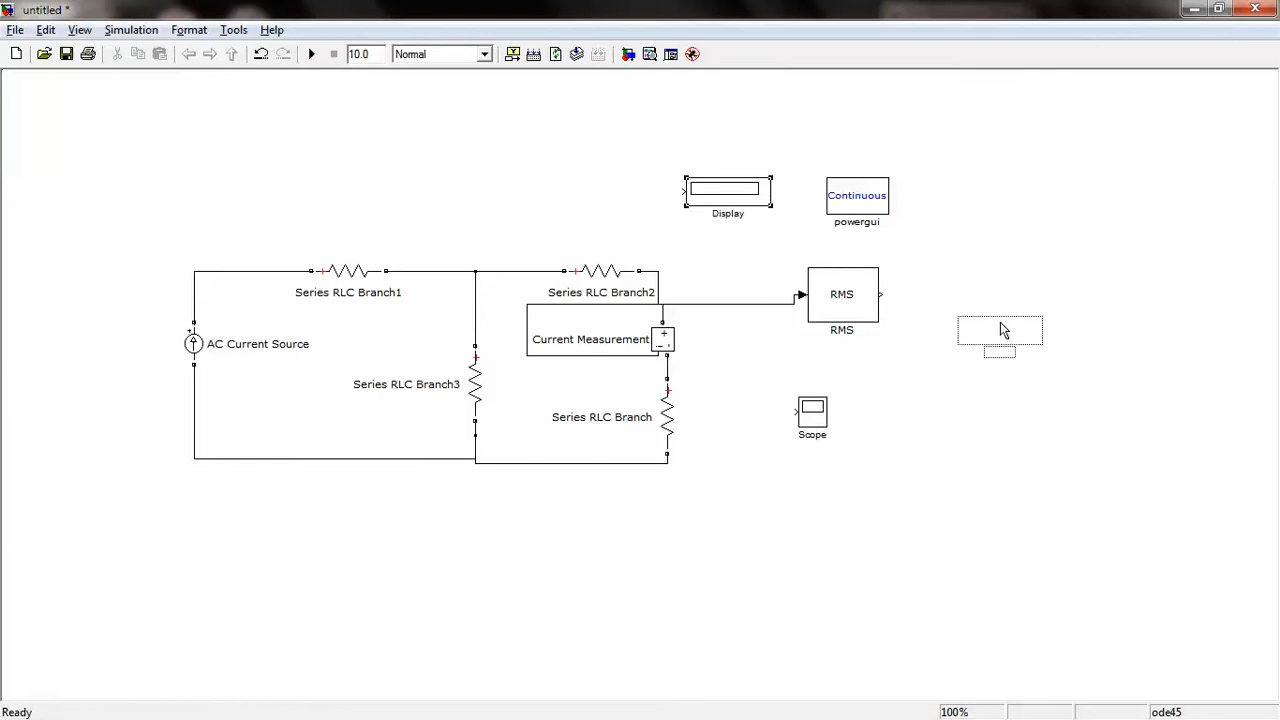 untitled *
File Edit View Simulation Format Tools Help
10.0 Normal
Display
Continuous
powergui
Series RLC Branch1
Series RLC Branch2
RMS
RMS
Current Measurement
AC Current Source
Series RLC Branch3
Series RLC Branch
Scope
Ready 100% ode45